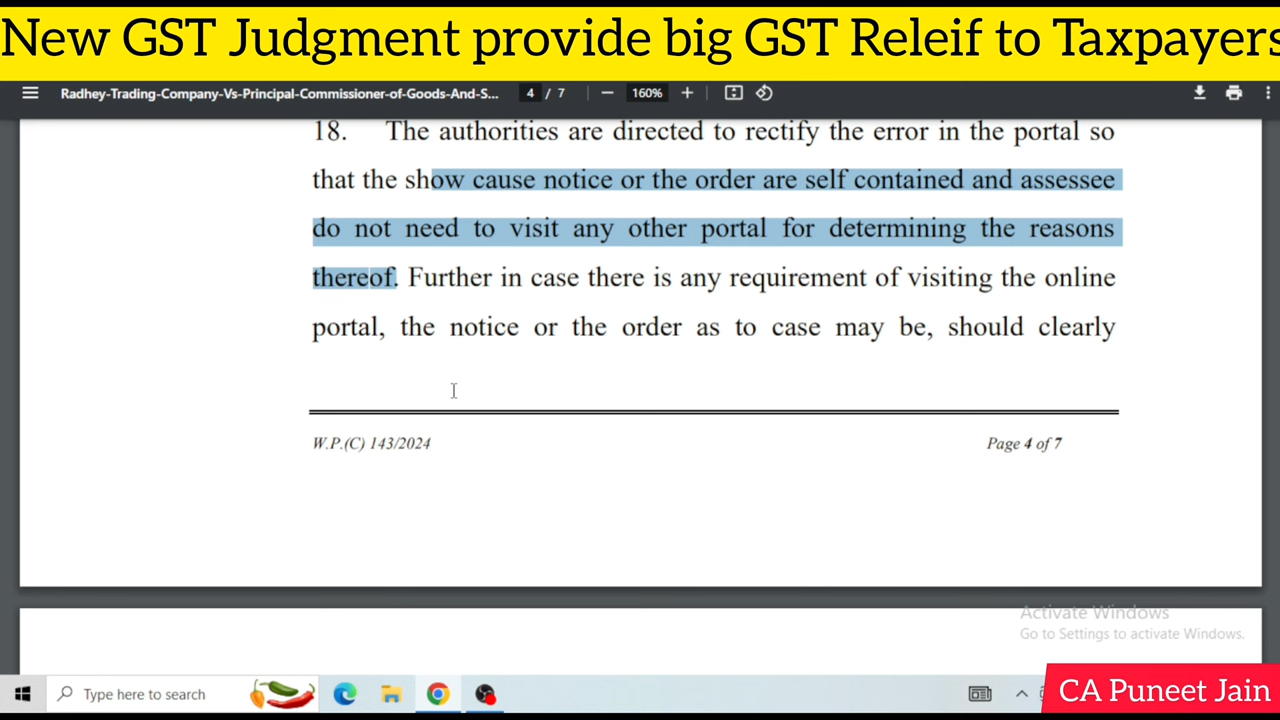 New GST Judgment provide big GST Releif to Taxpayers
Radhey-Trading-Company-Vs-Principal-Commissioner-of-Goods-And-S... 4 / 7 160%
18. The authorities are directed to rectify the error in the portal so
that the show cause notice or the order are self contained and assessee
do not need to visit any other portal for determining the reasons
thereof. Further in case there is any requirement of visiting the online
portal, the notice or the order as to case may be, should clearly
W.P.(C) 143/2024 Page 4 of 7
Activate Windows
Go to Settings to activate Windows.
Type here to search
CA Puneet Jain